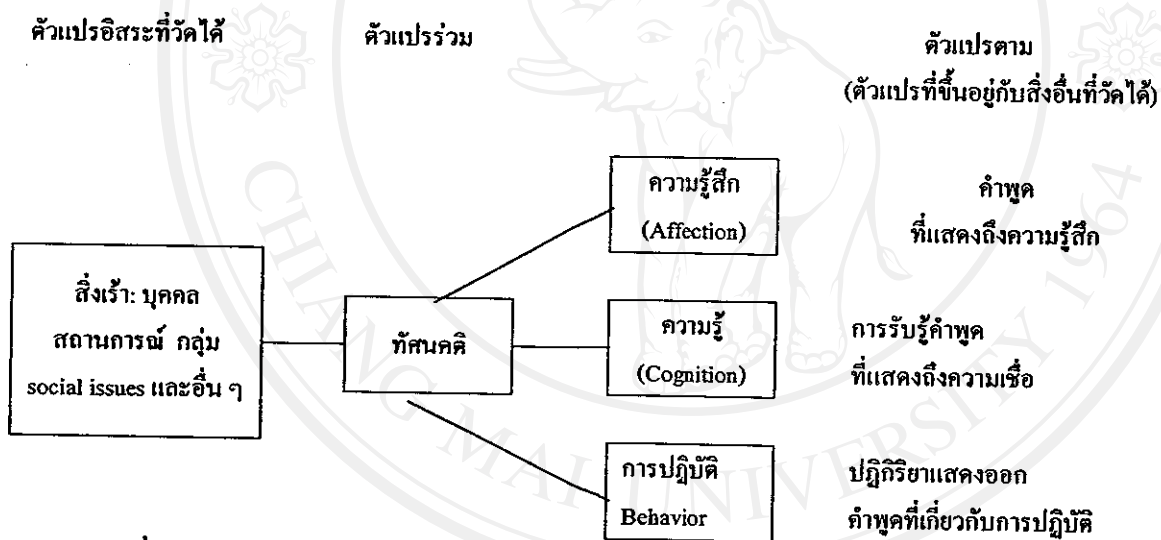 ตัวแปรอิสระที่วัดได้
ตัวแปรร่วม
ตัวแปรตาม
(ตัวแปรที่ขึ้นอยู่กับสิ่งอื่นที่วัดได้)
สิ่งเร้า: บุคคล
สถานการณ์ กลุ่ม
social issues และอื่น ๆ
ทัศนคติ
ความรู้สึก
(Affection)
คำพูด
ที่แสดงถึงความรู้สึก
ความรู้
(Cognition)
การรับรู้คำพูด
ที่แสดงถึงความเชื่อ
การปฎิบัติ
Behavior
ปฎิกิริยาแสดงออก
คำพูดที่เกี่ยวกับการปฎิบัติ
CHIANG MAI UNIVERSITY 1964